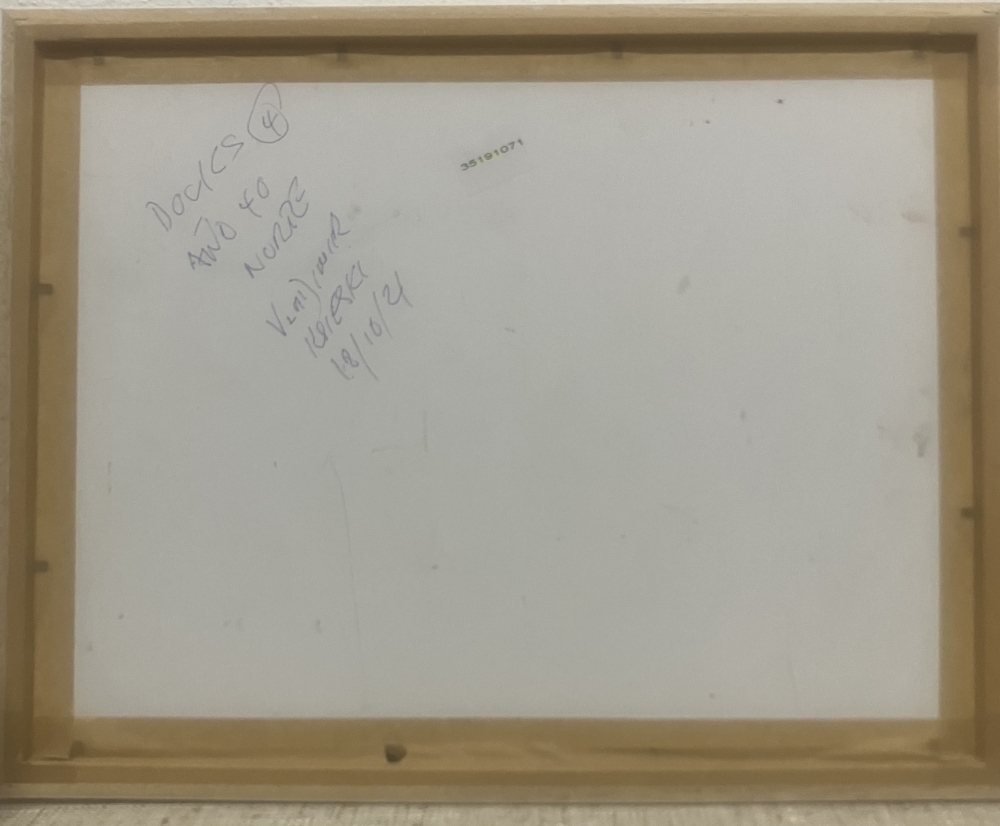 DOCKS 4
AÑO 40
NORTE
VLADIMIR
18/10/21
35191071